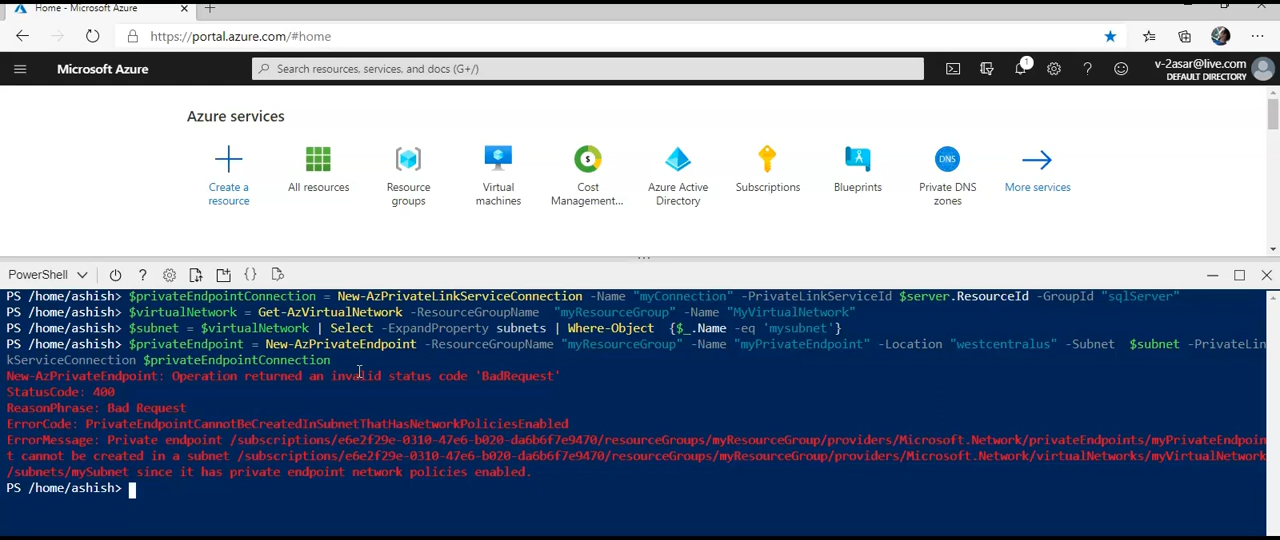 Home - Microsoft Azure
https://portal.azure.com/#home
Microsoft Azure
Search resources, services, and docs (G+/)
1
v-2asar@live.com
DEFAULT DIRECTORY
Azure services
Create a resource
All resources
Resource groups
Virtual machines
Cost Management...
Azure Active Directory
Subscriptions
Blueprints
DNS
Private DNS zones
More services
PowerShell
PS /home/ashish> $privateEndpointConnection = New-AzPrivateLinkServiceConnection -Name "myConnection" -PrivateLinkServiceId $server.ResourceId -GroupId "sqlServer"
PS /home/ashish> $virtualNetwork = Get-AzVirtualNetwork -ResourceGroupName  "myResourceGroup" -Name "MyVirtualNetwork"
PS /home/ashish> $subnet = $virtualNetwork | Select -ExpandProperty subnets | Where-Object  {$_.Name -eq 'mysubnet'}
PS /home/ashish> $privateEndpoint = New-AzPrivateEndpoint -ResourceGroupName "myResourceGroup" -Name "myPrivateEndpoint" -Location "westcentralus" -Subnet  $subnet -PrivateLin
kServiceConnection $privateEndpointConnection
New-AzPrivateEndpoint: Operation returned an invalid status code 'BadRequest'
StatusCode: 400
ReasonPhrase: Bad Request
ErrorCode: PrivateEndpointCannotBeCreatedInSubnetThatHasNetworkPoliciesEnabled
ErrorMessage: Private endpoint /subscriptions/e6e2f29e-0310-47e6-b020-da6b6f7e9470/resourceGroups/myResourceGroup/providers/Microsoft.Network/privateEndpoints/myPrivateEndpoin
t cannot be created in a subnet /subscriptions/e6e2f29e-0310-47e6-b020-da6b6f7e9470/resourceGroups/myResourceGroup/providers/Microsoft.Network/virtualNetworks/myVirtualNetwork
/subnets/mySubnet since it has private endpoint network policies enabled.
PS /home/ashish>